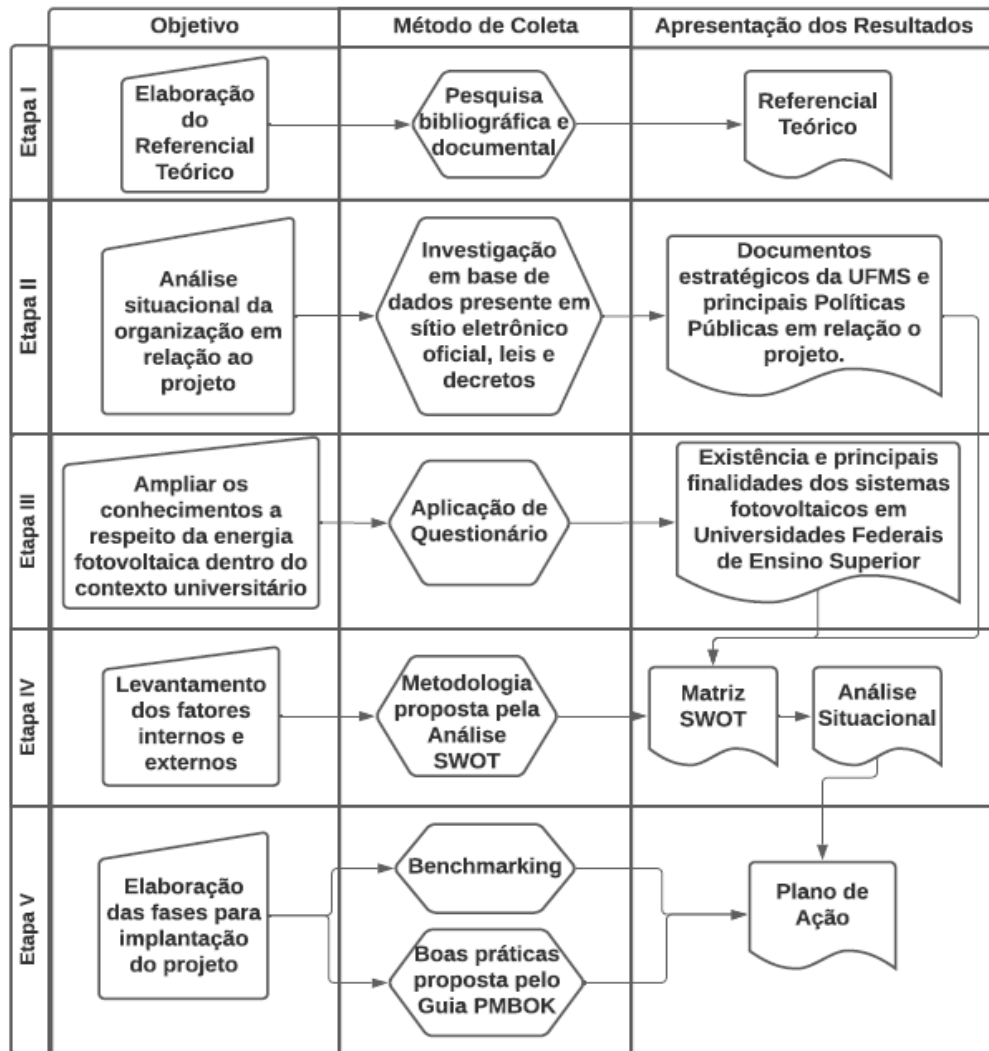 Objetivo
Método de Coleta
Apresentação dos Resultados
Etapa I
Elaboração
do
Referencial
Teórico
Pesquisa
bibliográfica e
documental
Referencial
Teórico
Etapa II
Análise
situacional da
organização em
relação ao
projeto
Investigação
em base de
dados presente em
sítio eletrônico
oficial, leis e
decretos
Documentos
estratégicos da UFMS e
principais Políticas
Públicas em relação o
projeto.
Etapa III
Ampliar os
conhecimentos a
respeito da energia
fotovoltaica dentro do
contexto universitário
Aplicação de
Questionário
Existência e principais
finalidades dos sistemas
fotovoltaicos em
Universidades Federais
de Ensino Superior
Etapa IV
Levantamento
dos fatores
internos e
externos
Metodologia
proposta pela
Análise
SWOT
Matriz
SWOT
Análise
Situacional
Etapa V
Elaboração
das fases para
implantação
do projeto
Benchmarking
Boas práticas
proposta pelo
Guia PMBOK
Plano de
Ação